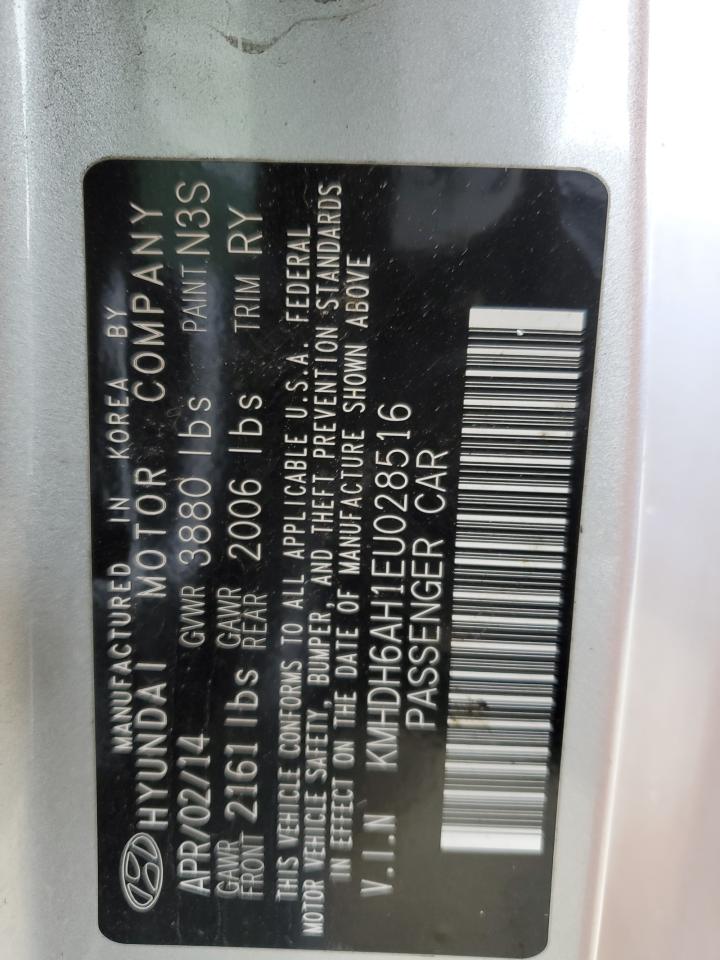 MANUFACTURED IN KOREA BY
HYUNDAI MOTOR COMPANY
APR/02/14 GVWR 3880 lbs PAINT N3S
GAWR FRONT 2161 lbs GAWR REAR 2006 lbs TRIM RY
THIS VEHICLE CONFORMS TO ALL APPLICABLE U.S.A. FEDERAL
MOTOR VEHICLE SAFETY, BUMPER, AND THEFT PREVENTION STANDARDS
IN EFFECT ON THE DATE OF MANUFACTURE SHOWN ABOVE
V.I.N KMHDH6AH1EU028516
PASSENGER CAR